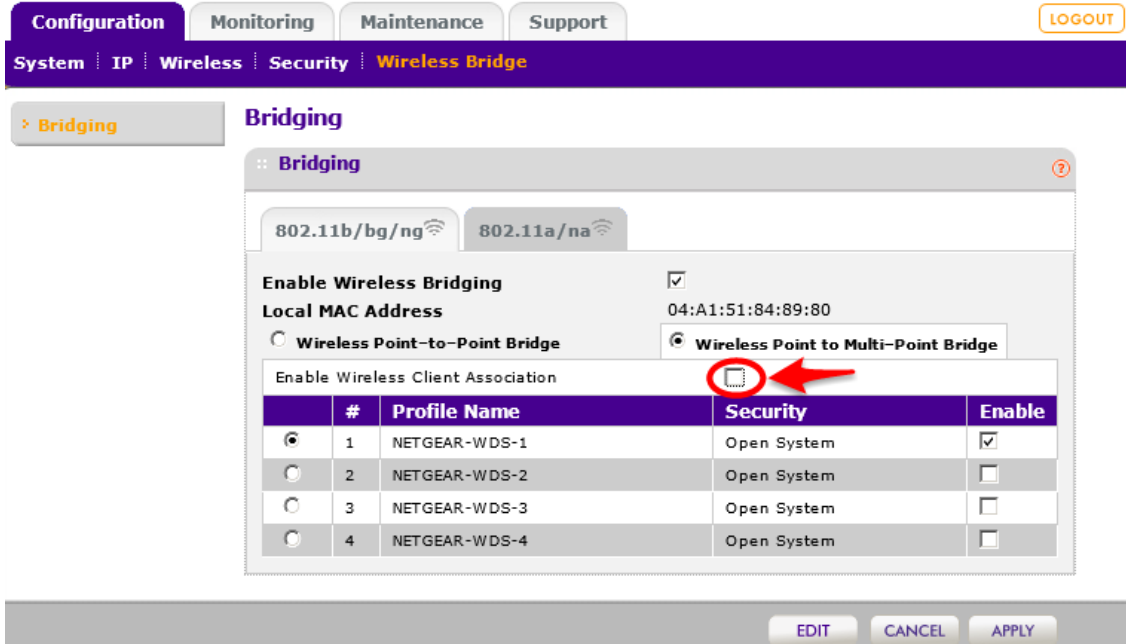 Configuration Monitoring Maintenance Support LOGOUT
System IP Wireless Security Wireless Bridge
Bridging
Bridging
Bridging
?
802.11b/bg/ng 802.11a/na
Enable Wireless Bridging
Local MAC Address 04:A1:51:84:89:80
Wireless Point-to-Point Bridge Wireless Point to Multi-Point Bridge
Enable Wireless Client Association
# Profile Name Security Enable
1 NETGEAR-WDS-1 Open System
2 NETGEAR-WDS-2 Open System
3 NETGEAR-WDS-3 Open System
4 NETGEAR-WDS-4 Open System
EDIT CANCEL APPLY